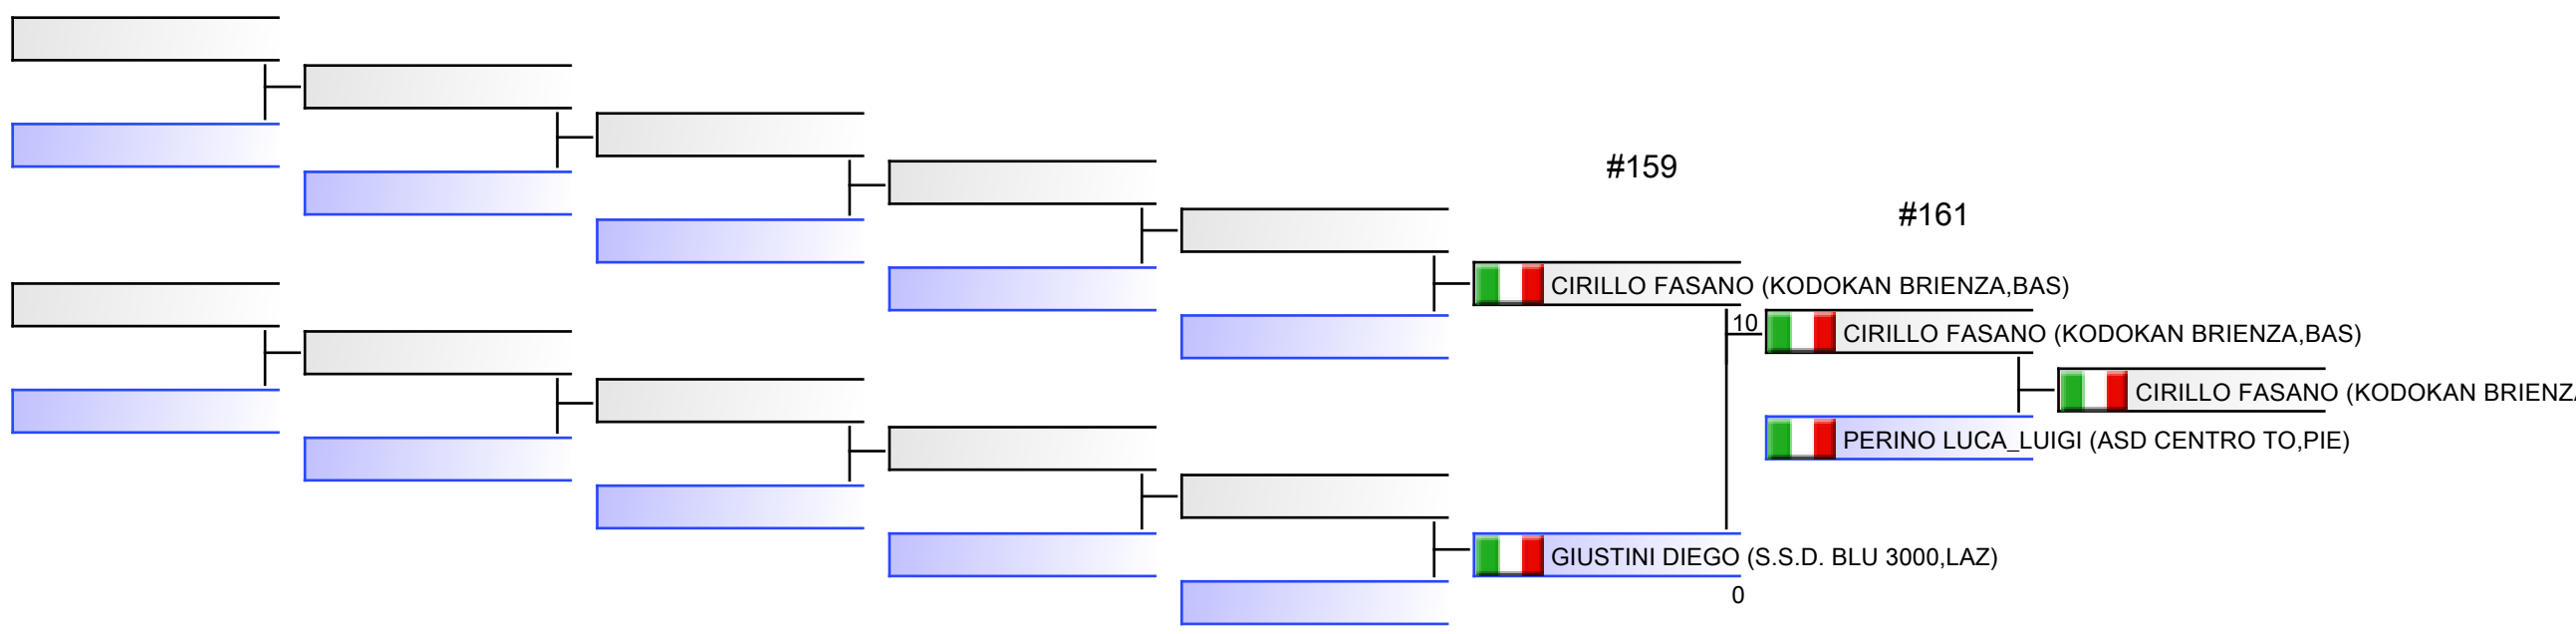 #159
#161
CIRILLO FASANO (KODOKAN BRIENZA,BAS)
10
CIRILLO FASANO (KODOKAN BRIENZA,BAS)
CIRILLO FASANO (KODOKAN BRIENZ
PERINO LUCA_LUIGI (ASD CENTRO TO,PIE)
GIUSTINI DIEGO (S.S.D. BLU 3000,LAZ)
0